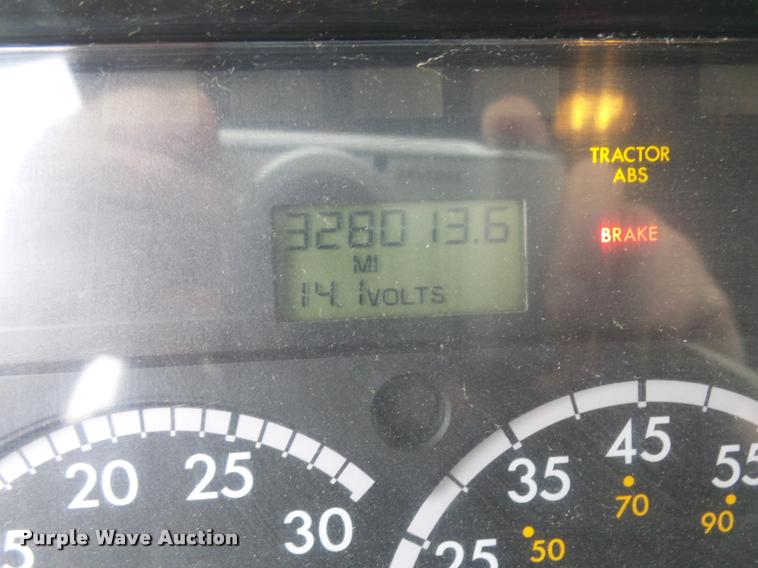 TRACTOR
ABS
BRAKE
328013.6
MI
14.1 VOLTS
20
25
30
25
35
45
55
50
70
90
Purple Wave Auction